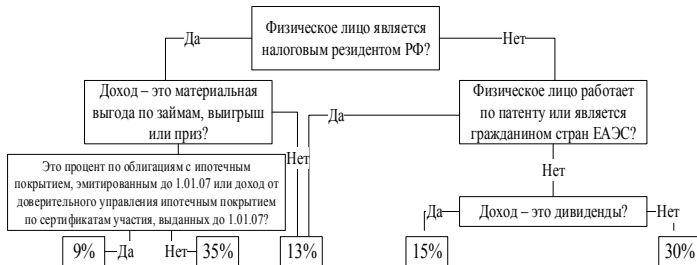 Физическое лицо является
налоговым резидентом РФ?
Да
Нет
Доход – это материальная
выгода по займам, выигрыш
или приз?
Физическое лицо работает
по патенту или является
гражданином стран ЕАЭС?
Да
Нет
Нет
Это процент по облигациям с ипотечным
покрытием, эмитированным до 1.01.07 или доход от
доверительного управления ипотечным покрытием
по сертификатам участия, выданных до 1.01.07?
Да
Доход – это дивиденды?
Нет
9%
Да
Нет
35%
13%
15%
30%